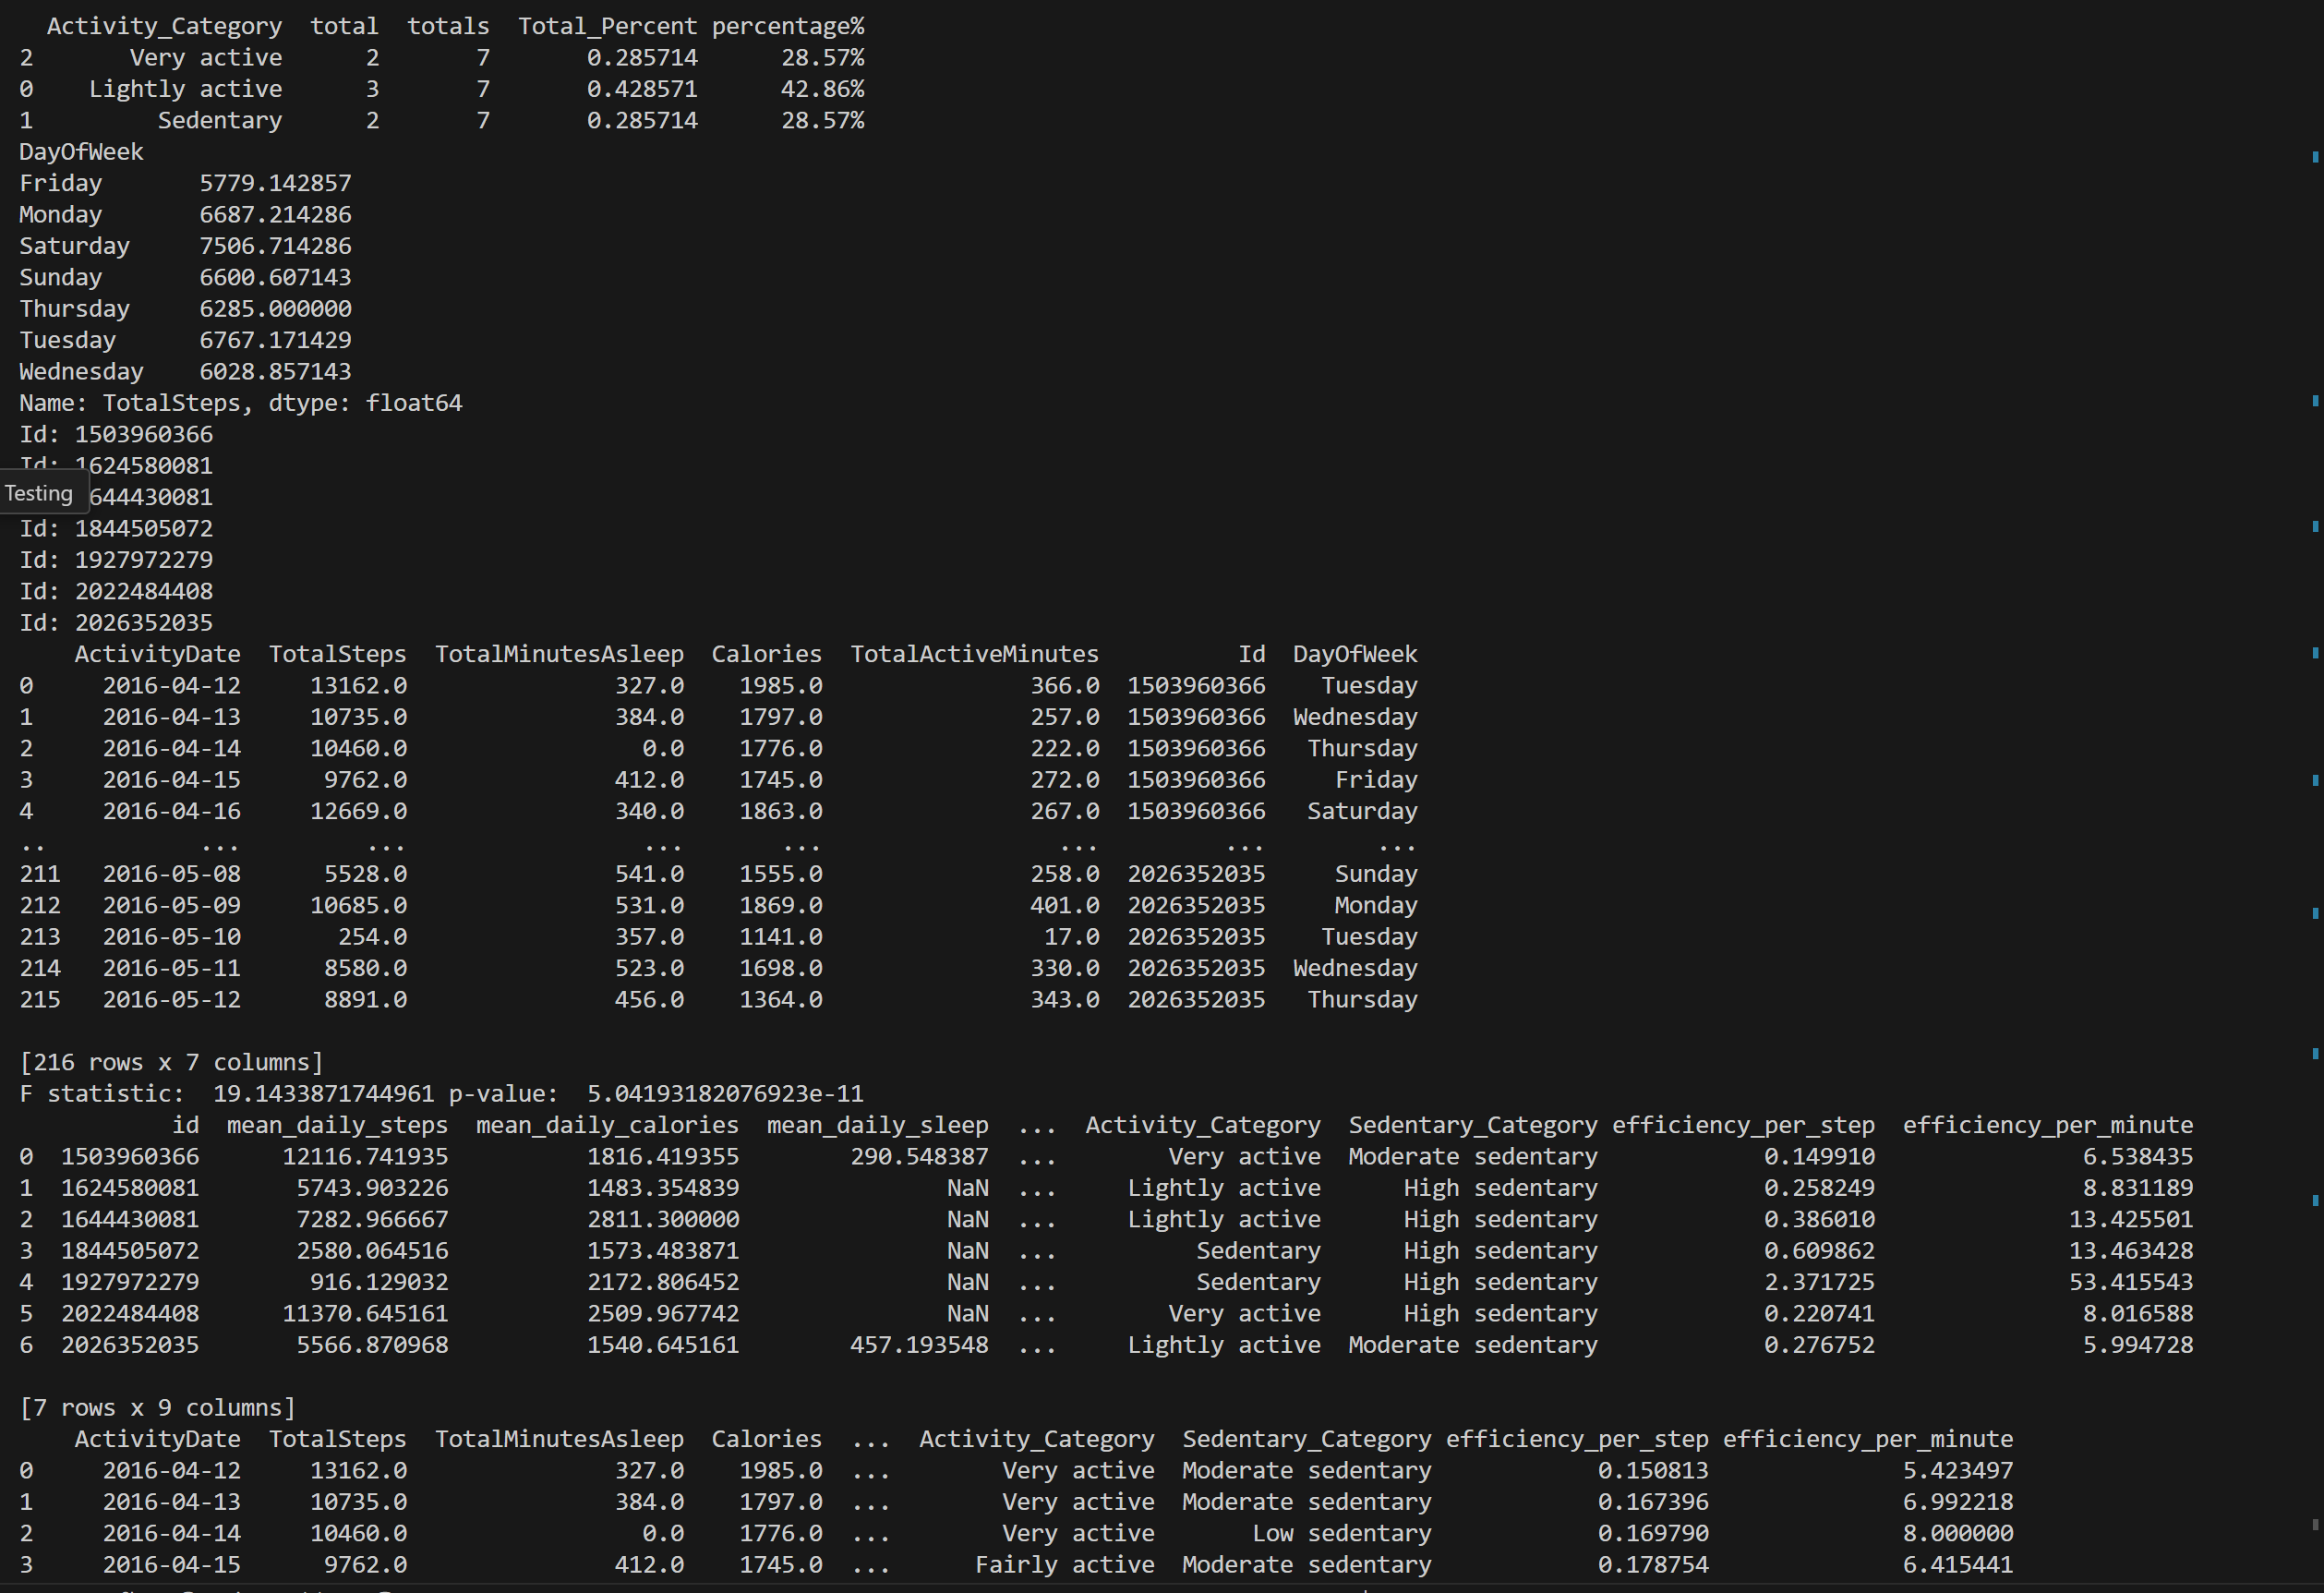 Activity_Category  total  totals  Total_Percent percentage%
2       Very active      2       7       0.285714      28.57%
0    Lightly active      3       7       0.428571      42.86%
1         Sedentary      2       7       0.285714      28.57%
DayOfWeek
Friday       5779.142857
Monday       6687.214286
Saturday     7506.714286
Sunday       6600.607143
Thursday     6285.000000
Tuesday      6767.171429
Wednesday    6028.857143
Name: TotalSteps, dtype: float64
Id: 1503960366
Id: 1624580081
Testing 644430081
Id: 1844505072
Id: 1927972279
Id: 2022484408
Id: 2026352035
    ActivityDate  TotalSteps  TotalMinutesAsleep  Calories  TotalActiveMinutes          Id  DayOfWeek
0     2016-04-12     13162.0               327.0    1985.0               366.0  1503960366    Tuesday
1     2016-04-13     10735.0               384.0    1797.0               257.0  1503960366  Wednesday
2     2016-04-14     10460.0                 0.0    1776.0               222.0  1503960366   Thursday
3     2016-04-15      9762.0               412.0    1745.0               272.0  1503960366     Friday
4     2016-04-16     12669.0               340.0    1863.0               267.0  1503960366   Saturday
..           ...         ...                 ...       ...                 ...         ...        ...
211   2016-05-08      5528.0               541.0    1555.0               258.0  2026352035     Sunday
212   2016-05-09     10685.0               531.0    1869.0               401.0  2026352035     Monday
213   2016-05-10       254.0               357.0    1141.0                17.0  2026352035    Tuesday
214   2016-05-11      8580.0               523.0    1698.0               330.0  2026352035  Wednesday
215   2016-05-12      8891.0               456.0    1364.0               343.0  2026352035   Thursday
[216 rows x 7 columns]
F statistic:  19.1433871744961 p-value:  5.04193182076923e-11
           id  mean_daily_steps  mean_daily_calories  mean_daily_sleep  ...  Activity_Category  Sedentary_Category efficiency_per_step  efficiency_per_minute
0  1503960366      12116.741935          1816.419355        290.548387  ...        Very active  Moderate sedentary            0.149910               6.538435
1  1624580081       5743.903226          1483.354839               NaN  ...     Lightly active      High sedentary            0.258249               8.831189
2  1644430081       7282.966667          2811.300000               NaN  ...     Lightly active      High sedentary            0.386010              13.425501
3  1844505072       2580.064516          1573.483871               NaN  ...          Sedentary      High sedentary            0.609862              13.463428
4  1927972279        916.129032          2172.806452               NaN  ...          Sedentary      High sedentary            2.371725              53.415543
5  2022484408      11370.645161          2509.967742               NaN  ...        Very active      High sedentary            0.220741               8.016588
6  2026352035       5566.870968          1540.645161        457.193548  ...     Lightly active  Moderate sedentary            0.276752               5.994728
[7 rows x 9 columns]
    ActivityDate  TotalSteps  TotalMinutesAsleep  Calories  ...  Activity_Category  Sedentary_Category efficiency_per_step efficiency_per_minute
0     2016-04-12     13162.0               327.0    1985.0  ...        Very active  Moderate sedentary            0.150813              5.423497
1     2016-04-13     10735.0               384.0    1797.0  ...        Very active  Moderate sedentary            0.167396              6.992218
2     2016-04-14     10460.0                 0.0    1776.0  ...        Very active       Low sedentary            0.169790              8.000000
3     2016-04-15      9762.0               412.0    1745.0  ...      Fairly active  Moderate sedentary            0.178754              6.415441